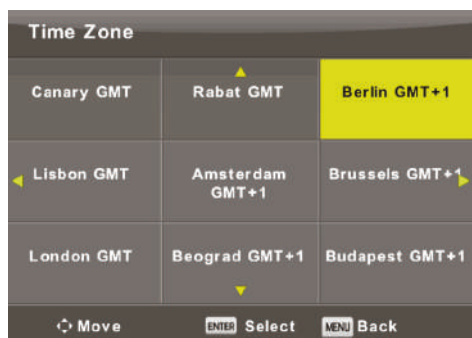 Time Zone
Canary GMT
Rabat GMT
Berlin GMT+1
Lisbon GMT
Amsterdam
GMT+1
Brussels GMT+1
London GMT
Beograd GMT+1
Budapest GMT+1
Move
ENTER Select
MENU Back